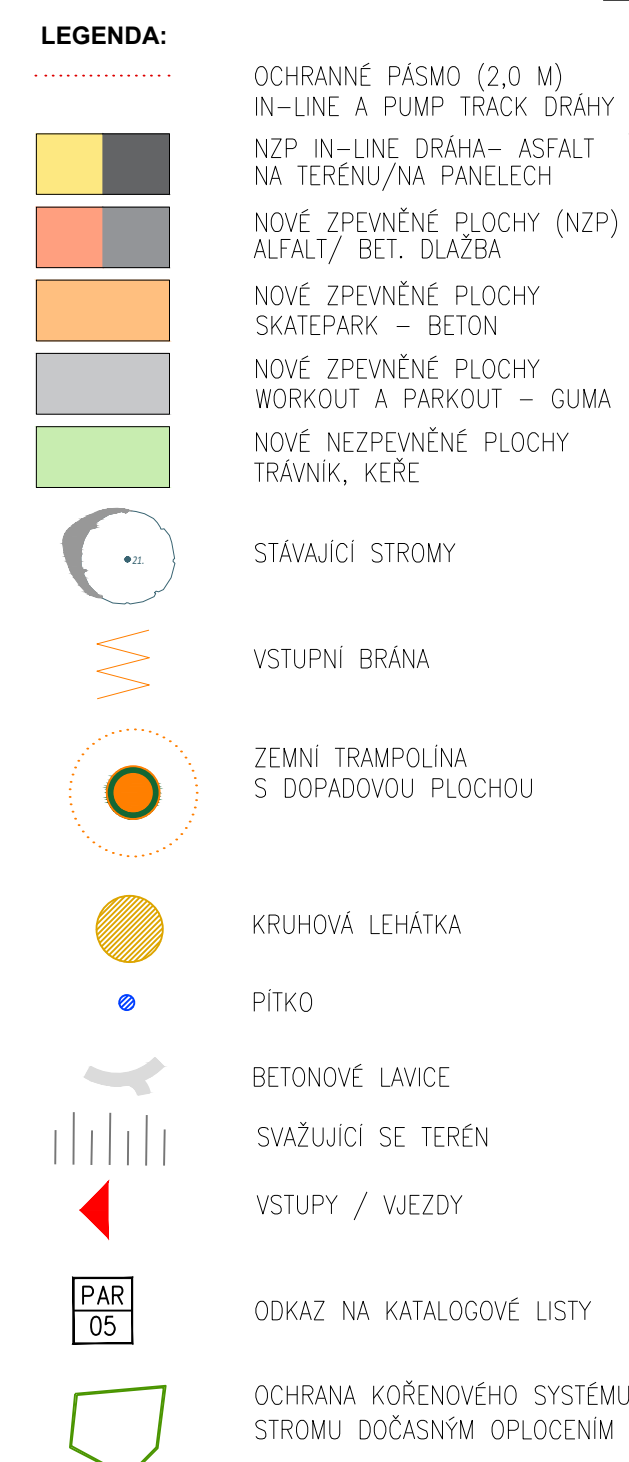 LEGENDA:
OCHRANNÉ PÁSMO (2,0 M)
IN-LINE A PUMP TRACK DRÁHY
NZP IN-LINE DRÁHA- ASFALT
NA TERÉNU/NA PANELECH
NOVÉ ZPEVNĚNÉ PLOCHY (NZP)
ALFALT/ BET. DLAŽBA
NOVÉ ZPEVNĚNÉ PLOCHY
SKATEPARK - BETON
NOVÉ ZPEVNĚNÉ PLOCHY
WORKOUT A PARKOUT - GUMA
NOVÉ NEZPEVNĚNÉ PLOCHY
TRÁVNÍK, KEŘE
21.
STÁVAJÍCÍ STROMY
VSTUPNÍ BRÁNA
ZEMNÍ TRAMPOLÍNA
S DOPADOVOU PLOCHOU
KRUHOVÁ LEHÁTKA
PÍTKO
BETONOVÉ LAVICE
SVAŽUJÍCÍ SE TERÉN
VSTUPY / VJEZDY
PAR
05
ODKAZ NA KATALOGOVÉ LISTY
OCHRANA KOŘENOVÉHO SYSTÉMU
STROMU DOČASNÝM OPLOCENÍM